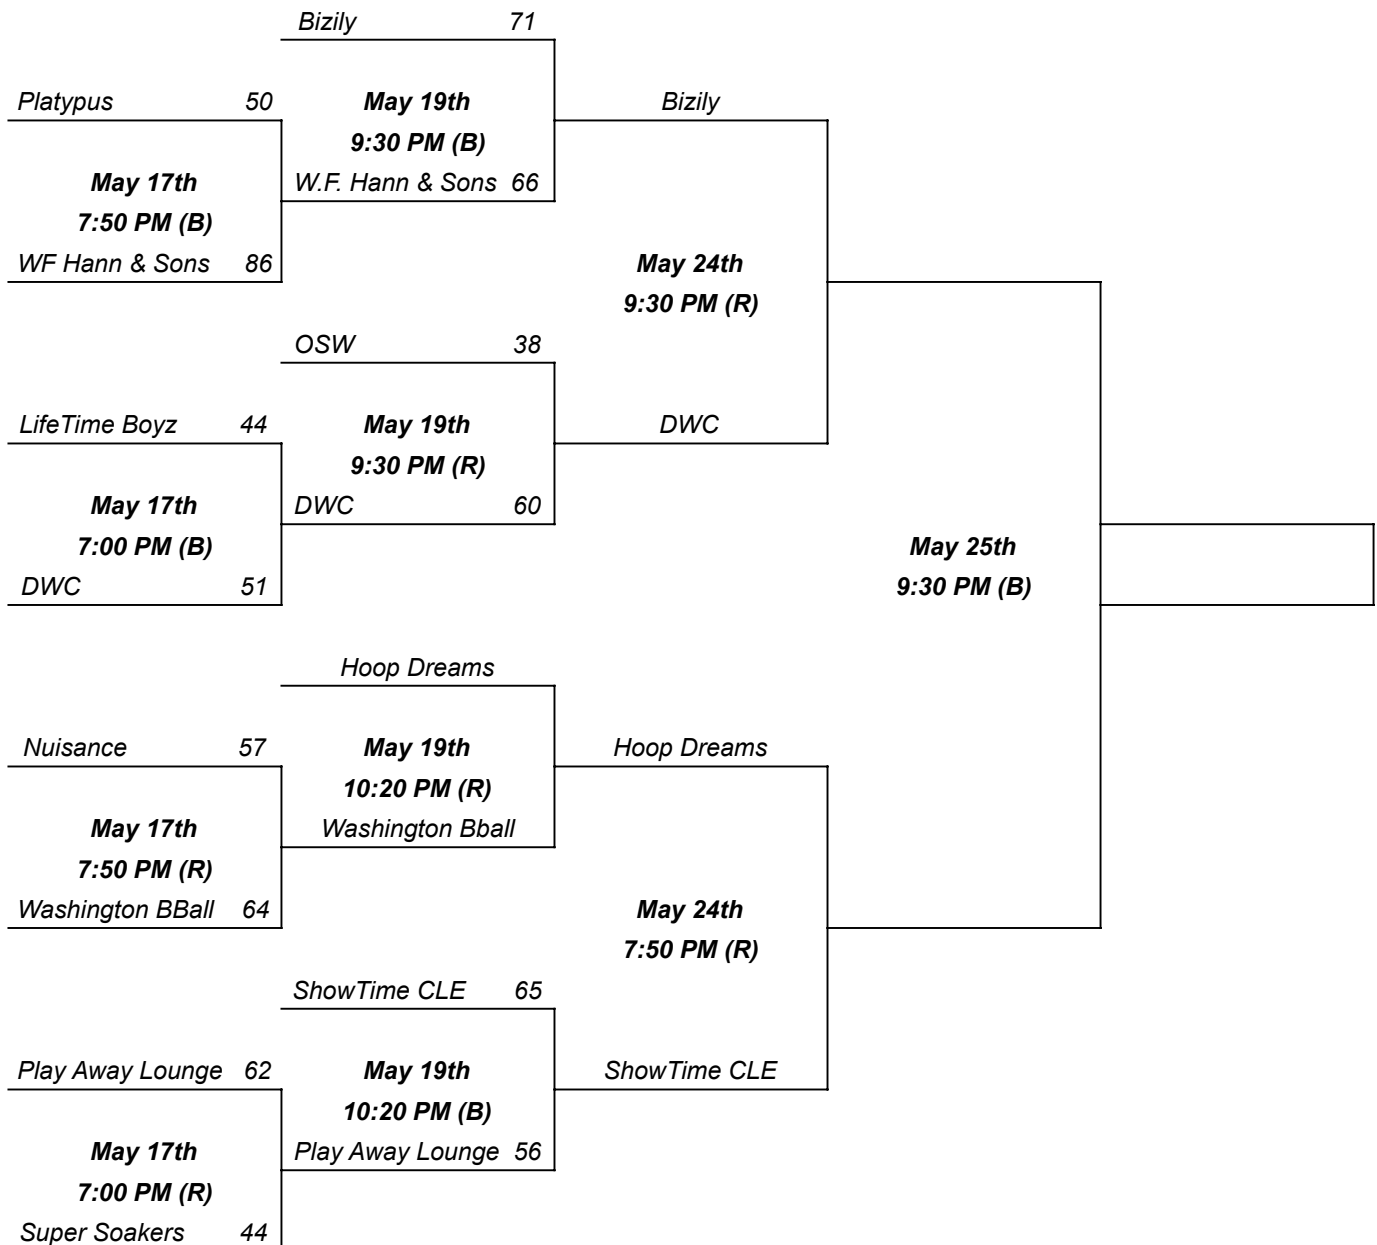 Bizily 71
Platypus 50 May 19th Bizily
9:30 PM (B)
May 17th W.F. Hann & Sons 66
7:50 PM (B)
WF Hann & Sons 86 May 24th
9:30 PM (R)
OSW 38
LifeTime Boyz 44 May 19th DWC
9:30 PM (R)
May 17th DWC 60
7:00 PM (B) May 25th
DWC 51 9:30 PM (B)
Hoop Dreams
Nuisance 57 May 19th Hoop Dreams
10:20 PM (R)
May 17th Washington Bball
7:50 PM (R)
Washington BBall 64 May 24th
7:50 PM (R)
ShowTime CLE 65
Play Away Lounge 62 May 19th ShowTime CLE
10:20 PM (B)
May 17th Play Away Lounge 56
7:00 PM (R)
Super Soakers 44